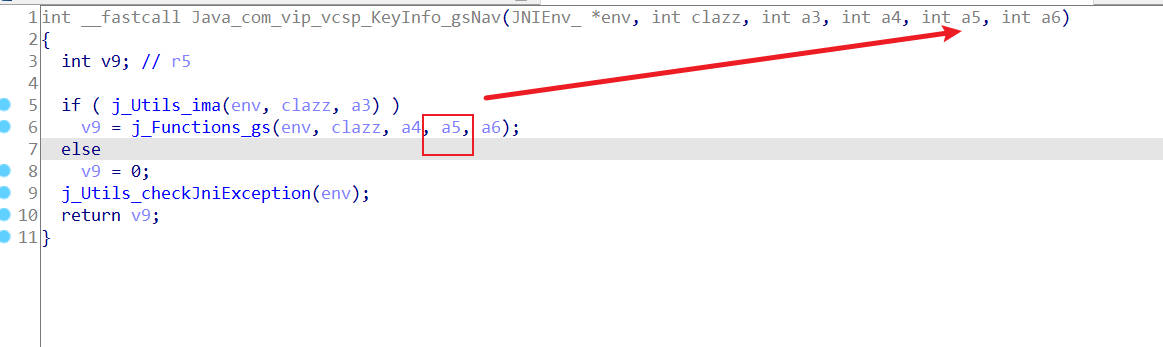 1 int __fastcall Java_com_vip_vcsp_KeyInfo_gsNav(JNIEnv_ *env, int clazz, int a3, int a4, int a5, int a6)
2 {
3   int v9; // r5
4
5   if ( j_Utils_ima(env, clazz, a3) )
6     v9 = j_Functions_gs(env, clazz, a4, a5, a6);
7   else
8     v9 = 0;
9   j_Utils_checkJniException(env);
10   return v9;
11 }